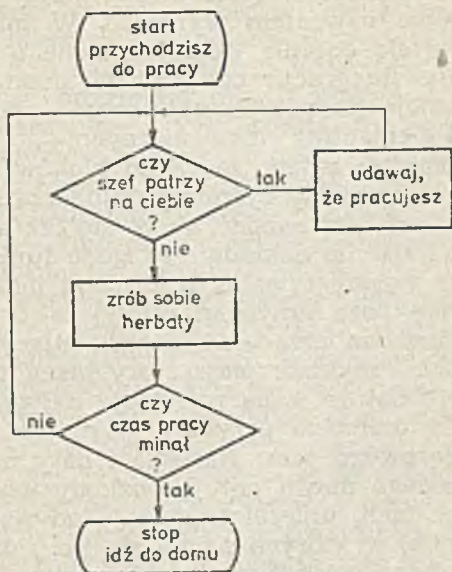 start
przychodzisz
do pracy
czy
szef patrzy
na ciebie
?
tak
udawaj,
że pracujesz
nie
zrób sobie
herbaty
czy
czas pracy
minął
?
nie
tak
stop
idź do domu